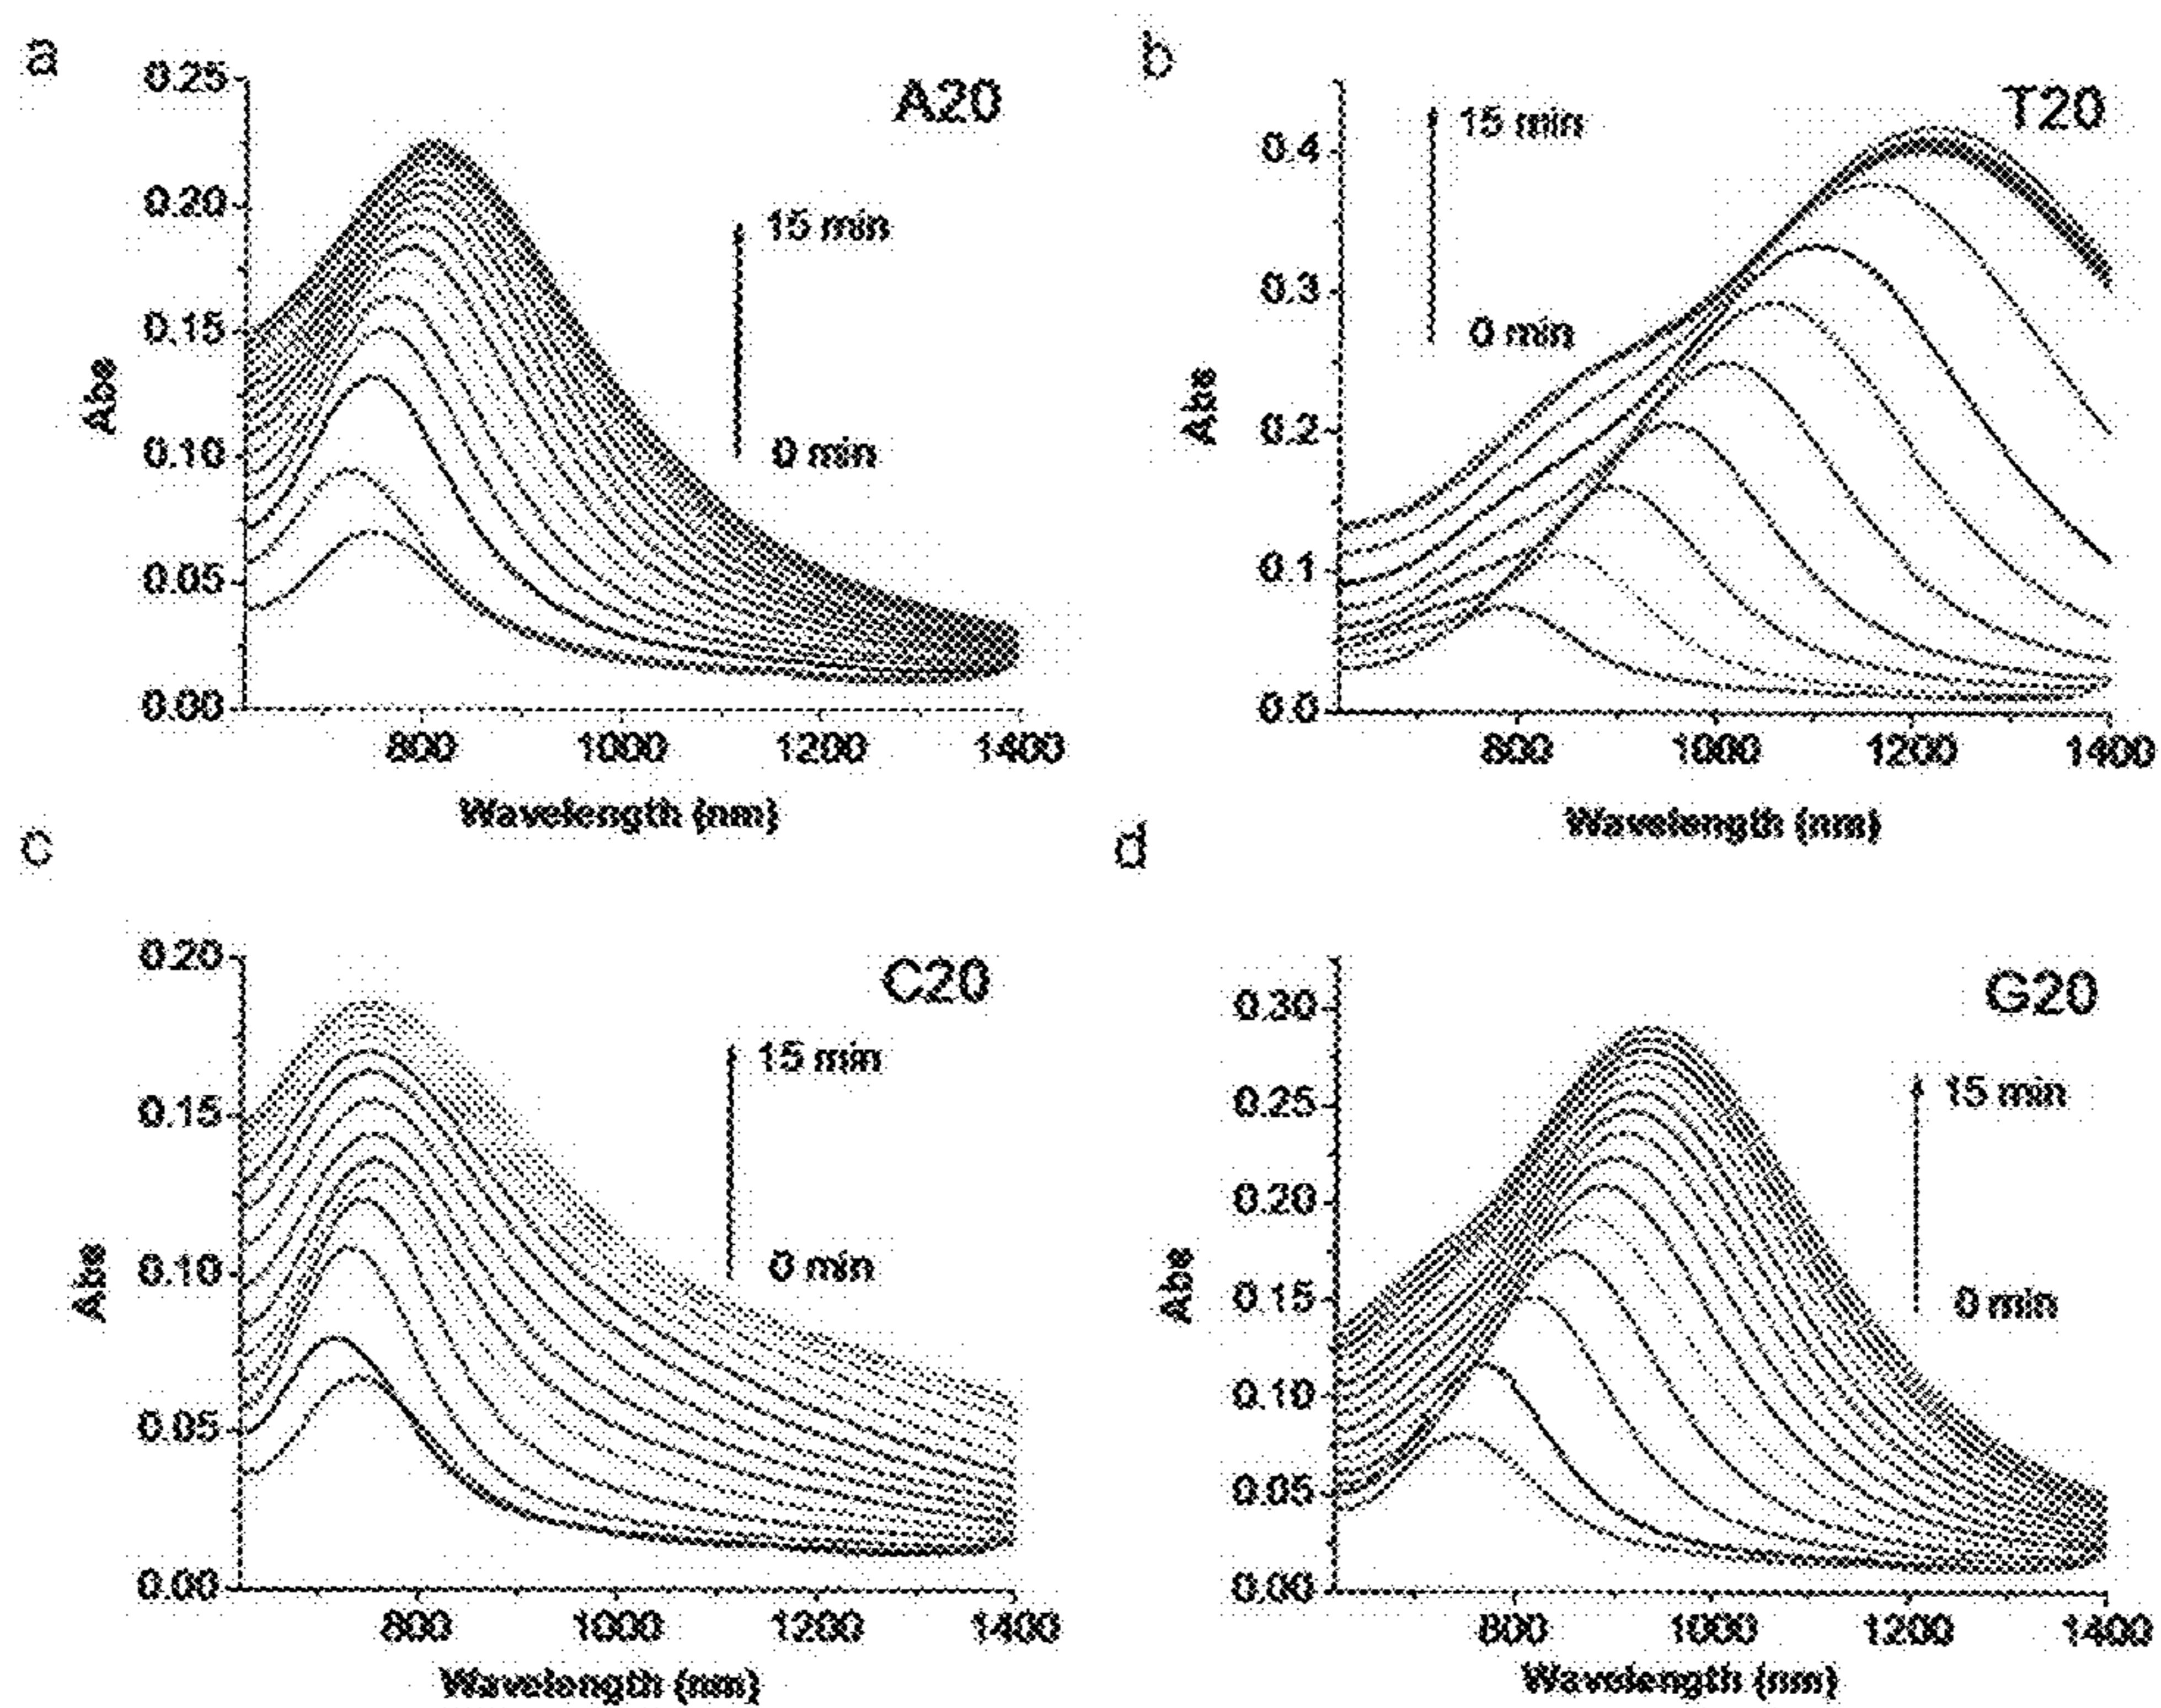 a
A20
0.25
0.20
0.15
0.10
0.05
0.00
Abs
15 min
0 min
800 1000 1200 1400
Wavelength (nm)
b
T20
0.4
0.3
0.2
0.1
0.0
Abs
15 min
0 min
800 1000 1200 1400
Wavelength (nm)
c
C20
0.20
0.15
0.10
0.05
0.00
Abs
15 min
0 min
800 1000 1200 1400
Wavelength (nm)
d
G20
0.30
0.25
0.20
0.15
0.10
0.05
0.00
Abs
15 min
0 min
800 1000 1200 1400
Wavelength (nm)